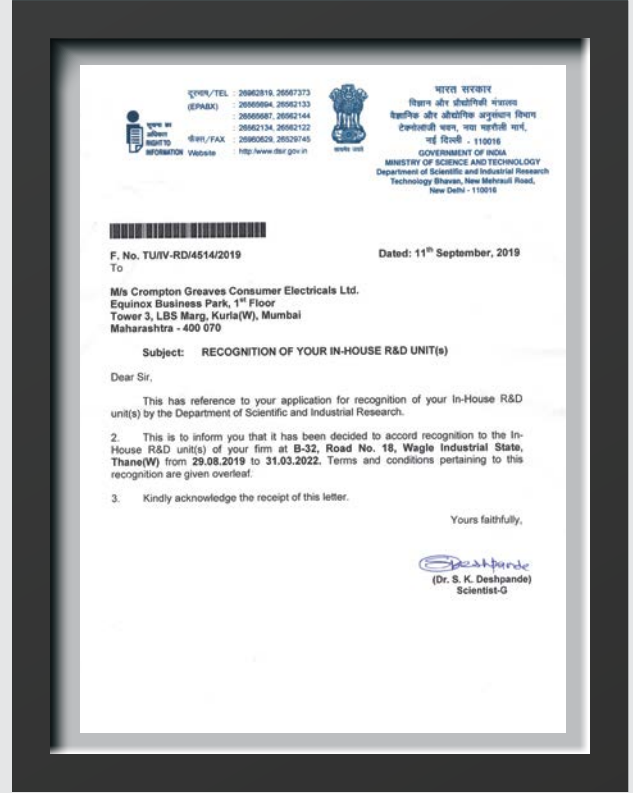 दूरभाष/TEL : 26962819, 26567373
(EPABX) : 26565694, 26562133
: 26565687, 26562144
: 26562134, 26562122
फैक्स/FAX : 26960629, 26529745
Website : http:/www.dsir.gov.in
सूचना का
अधिकार
RIGHT TO
INFORMATION
सत्यमेव जयते
भारत सरकार
विज्ञान और प्रौद्योगिकी मंत्रालय
वैज्ञानिक और औद्योगिक अनुसंधान विभाग
टेक्नोलॉजी भवन, नया महरौली मार्ग,
नई दिल्ली - 110016
GOVERNMENT OF INDIA
MINISTRY OF SCIENCE AND TECHNOLOGY
Department of Scientific and Industrial Research
Technology Bhavan, New Mehrauli Road,
New Delhi - 110016
F. No. TU/IV-RD/4514/2019
Dated: 11th September, 2019
To
M/s Crompton Greaves Consumer Electricals Ltd.
Equinox Business Park, 1st Floor
Tower 3, LBS Marg, Kurla(W), Mumbai
Maharashtra - 400 070
Subject: RECOGNITION OF YOUR IN-HOUSE R&D UNIT(s)
Dear Sir,
This has reference to your application for recognition of your In-House R&D
unit(s) by the Department of Scientific and Industrial Research.
2. This is to inform you that it has been decided to accord recognition to the In-
House R&D unit(s) of your firm at B-32, Road No. 18, Wagle Industrial State,
Thane(W) from 29.08.2019 to 31.03.2022. Terms and conditions pertaining to this
recognition are given overleaf.
3. Kindly acknowledge the receipt of this letter.
Yours faithfully,
SDeshpande
(Dr. S. K. Deshpande)
Scientist-G